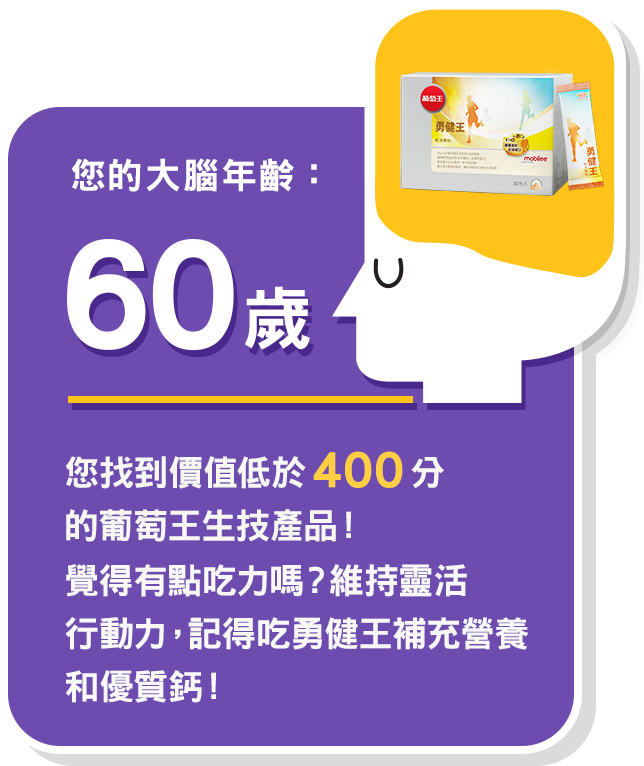 您的大腦年齡：
60歲
您找到價值低於400分
的葡萄王生技產品！
覺得有點吃力嗎？維持靈活
行動力，記得吃勇健王補充營養
和優質鈣！
葡萄王
勇健王
mobilee
30包入
勇健王